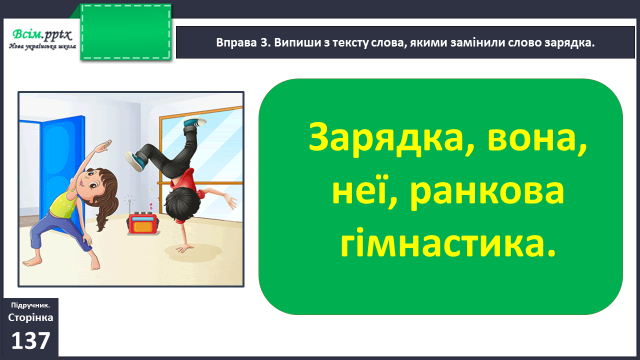 Всім.pptx
Нова українська школа
Вправа 3. Випиши з тексту слова, якими замінили слово зарядка.
Зарядка, вона,
неї, ранкова
гімнастика.
Підручник.
Сторінка
137